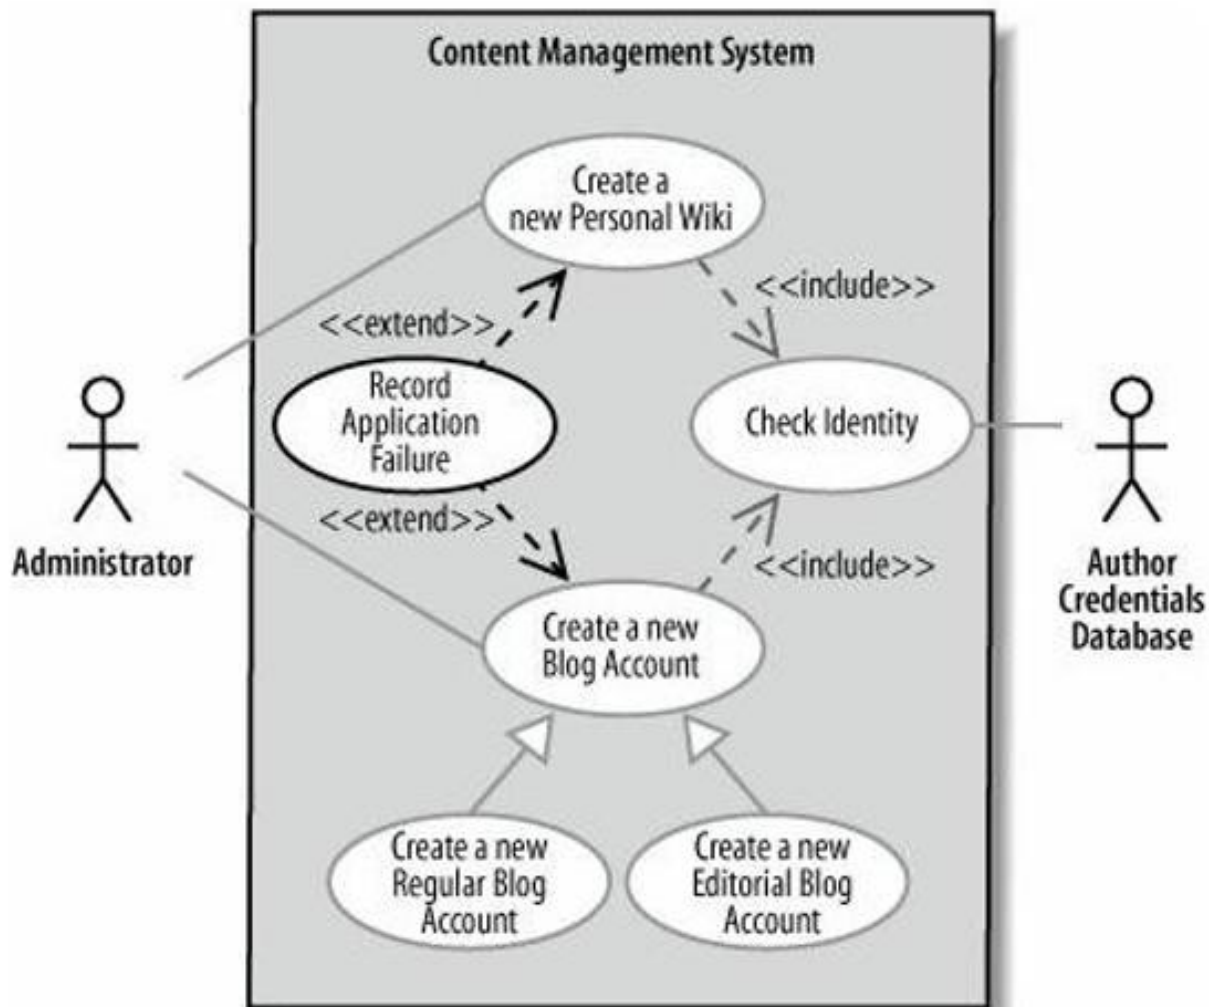 Content Management System
Create a
new Personal Wiki
<<include>>
<<extend>>
Record
Application
Failure
Check Identity
<<extend>>
<<include>>
Administrator
Author
Credentials
Database
Create a new
Blog Account
Create a new
Regular Blog
Account
Create a new
Editorial Blog
Account